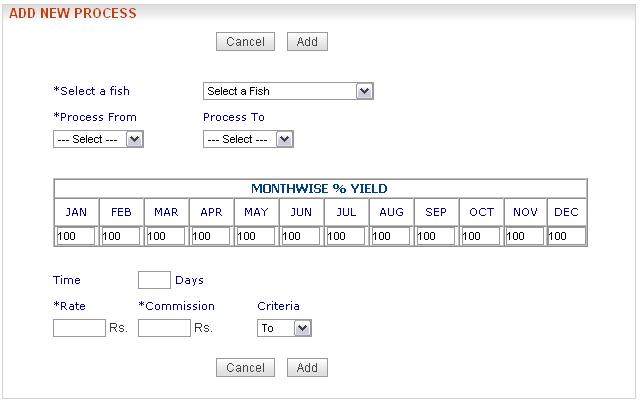 ADD NEW PROCESS
Cancel Add
*Select a fish Select a Fish
*Process From Process To
--- Select --- --- Select ---
MONTHWISE % YIELD
JAN FEB MAR APR MAY JUN JUL AUG SEP OCT NOV DEC
100 100 100 100 100 100 100 100 100 100 100 100
Time Days
*Rate *Commission Criteria
Rs. Rs. To
Cancel Add